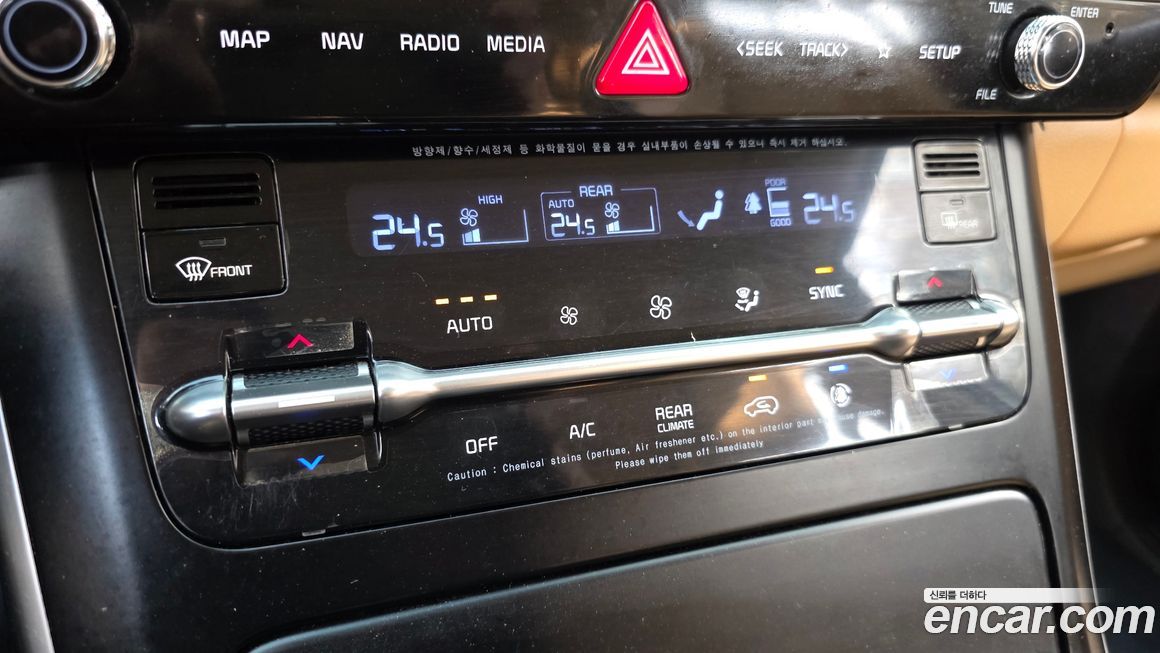 MAP NAV RADIO MEDIA <SEEK TRACK> ☆ SETUP TUNE ENTER
FILE
방향제/향수/세정제 등 화학물질이 묻을 경우 실내부품이 손상될 수 있으니 즉시 제거 하십시오.
24.5 HIGH
REAR
AUTO
24.5
POOR
GOOD
24.5
FRONT
REAR
AUTO
SYNC
OFF
A/C
REAR
CLIMATE
Caution : Chemical stains (perfume, Air freshener etc.) on the interior part may cause damage.
Please wipe them off immediately
신뢰를 더하다
encar.com